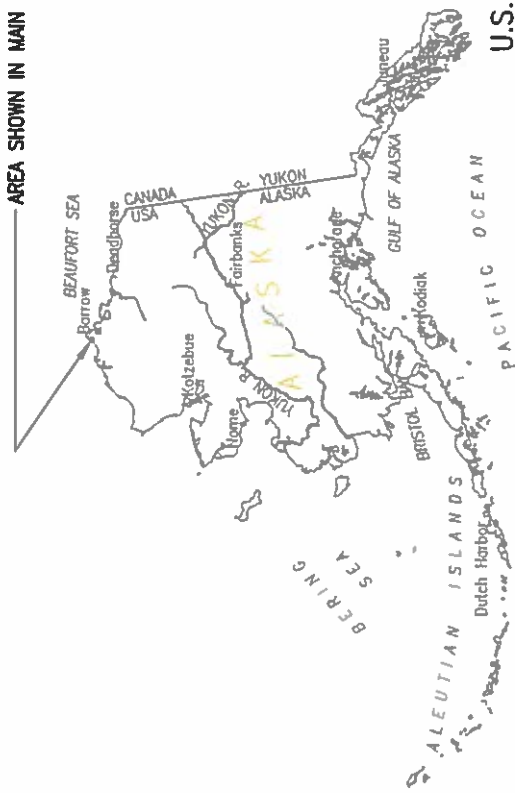 AREA SHOWN IN MAIN
BEAUFORT SEA
Barrow
Deadhorse
CANADA
USA
Kotzebue
YUKON R.
YUKON
ALASKA
Nome
Fairbanks
YUKON R.
ALASKA
BERING
SEA
Anchorage
Juneau
GULF OF ALASKA
BRISTOL BAY
Kodiak
ALEUTIAN ISLANDS
Dutch Harbor
PACIFIC OCEAN
U.S.